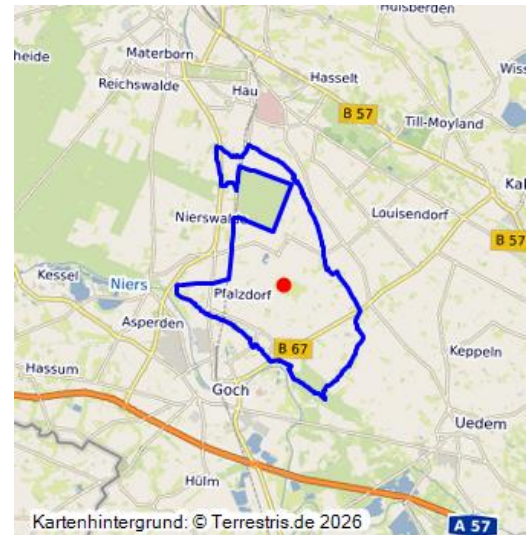 Huisberden
heide
Materborn
Wiss
Hasselt
Reichswalde
Hau
B 57
Till-Moyland
Kal
Nierswalde
Louisendorf
B 57
Kessel
Niers
Pfalzdorf
Asperden
B 67
Keppeln
Hassum
Goch
Uedem
Hülm
A 57
Kartenhintergrund: © Terrestris.de 2026